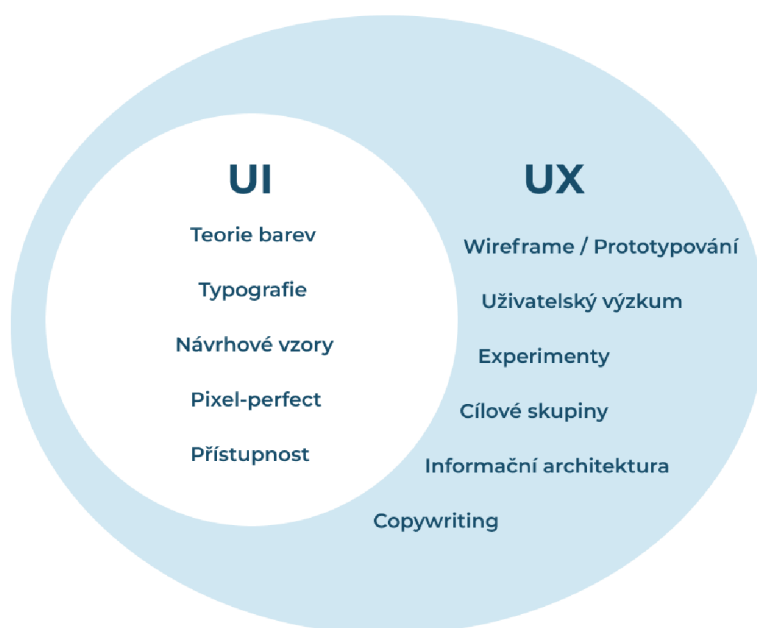 UI
Teorie barev
Typografie
Návrhové vzory
Pixel-perfect
Přístupnost
UX
Wireframe / Prototypování
Uživatelský výzkum
Experimenty
Cílové skupiny
Informační architektura
Copywriting